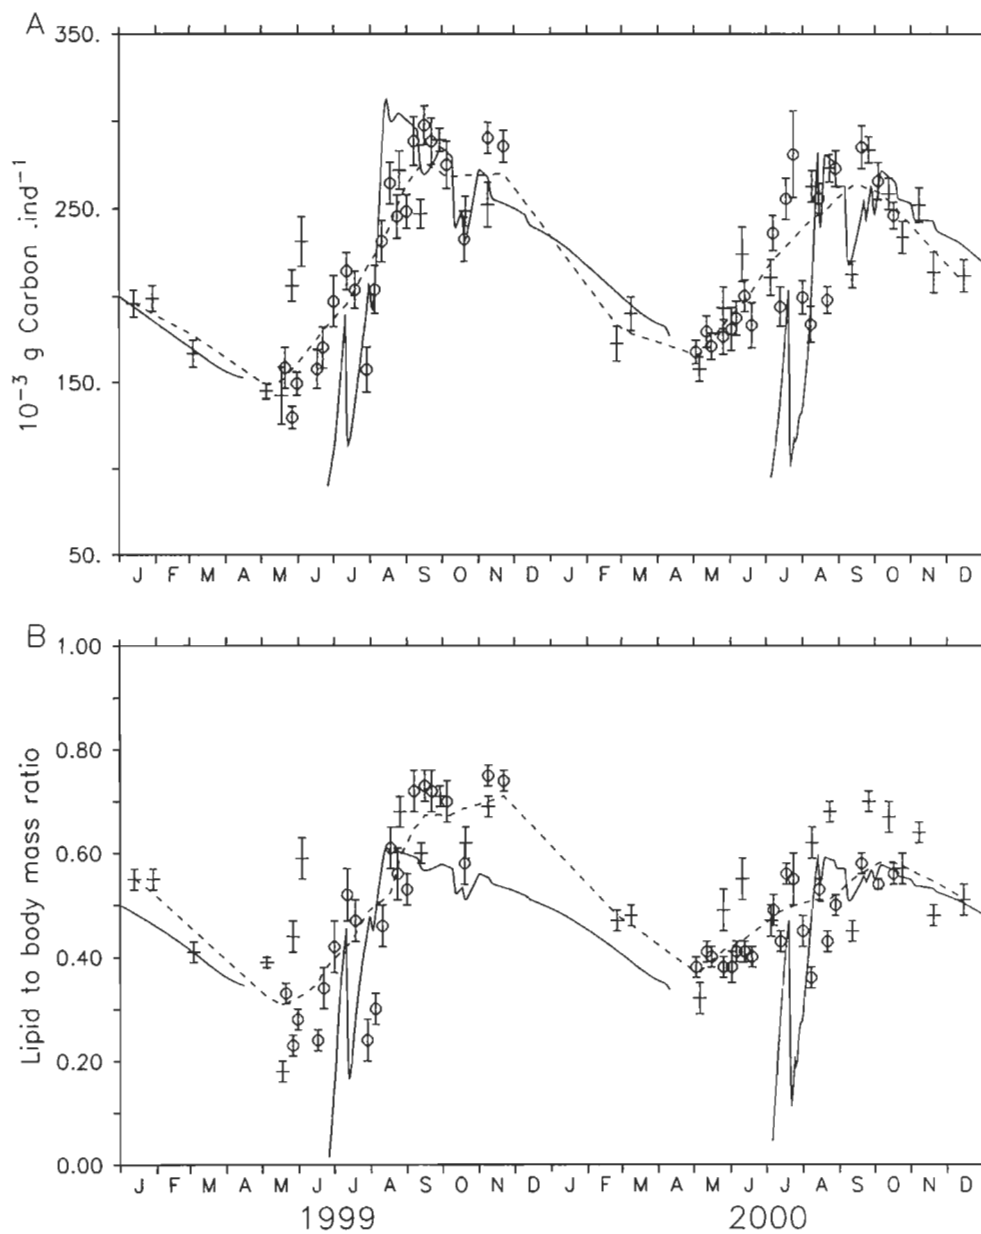 A
350.
250.
150.
50.
10⁻³ g Carbon .ind⁻¹
J F M A M J J A S O N D J F M A M J J A S O N D
B
1.00
0.80
0.60
0.40
0.20
0.00
Lipid to body mass ratio
J F M A M J J A S O N D J F M A M J J A S O N D
1999 2000